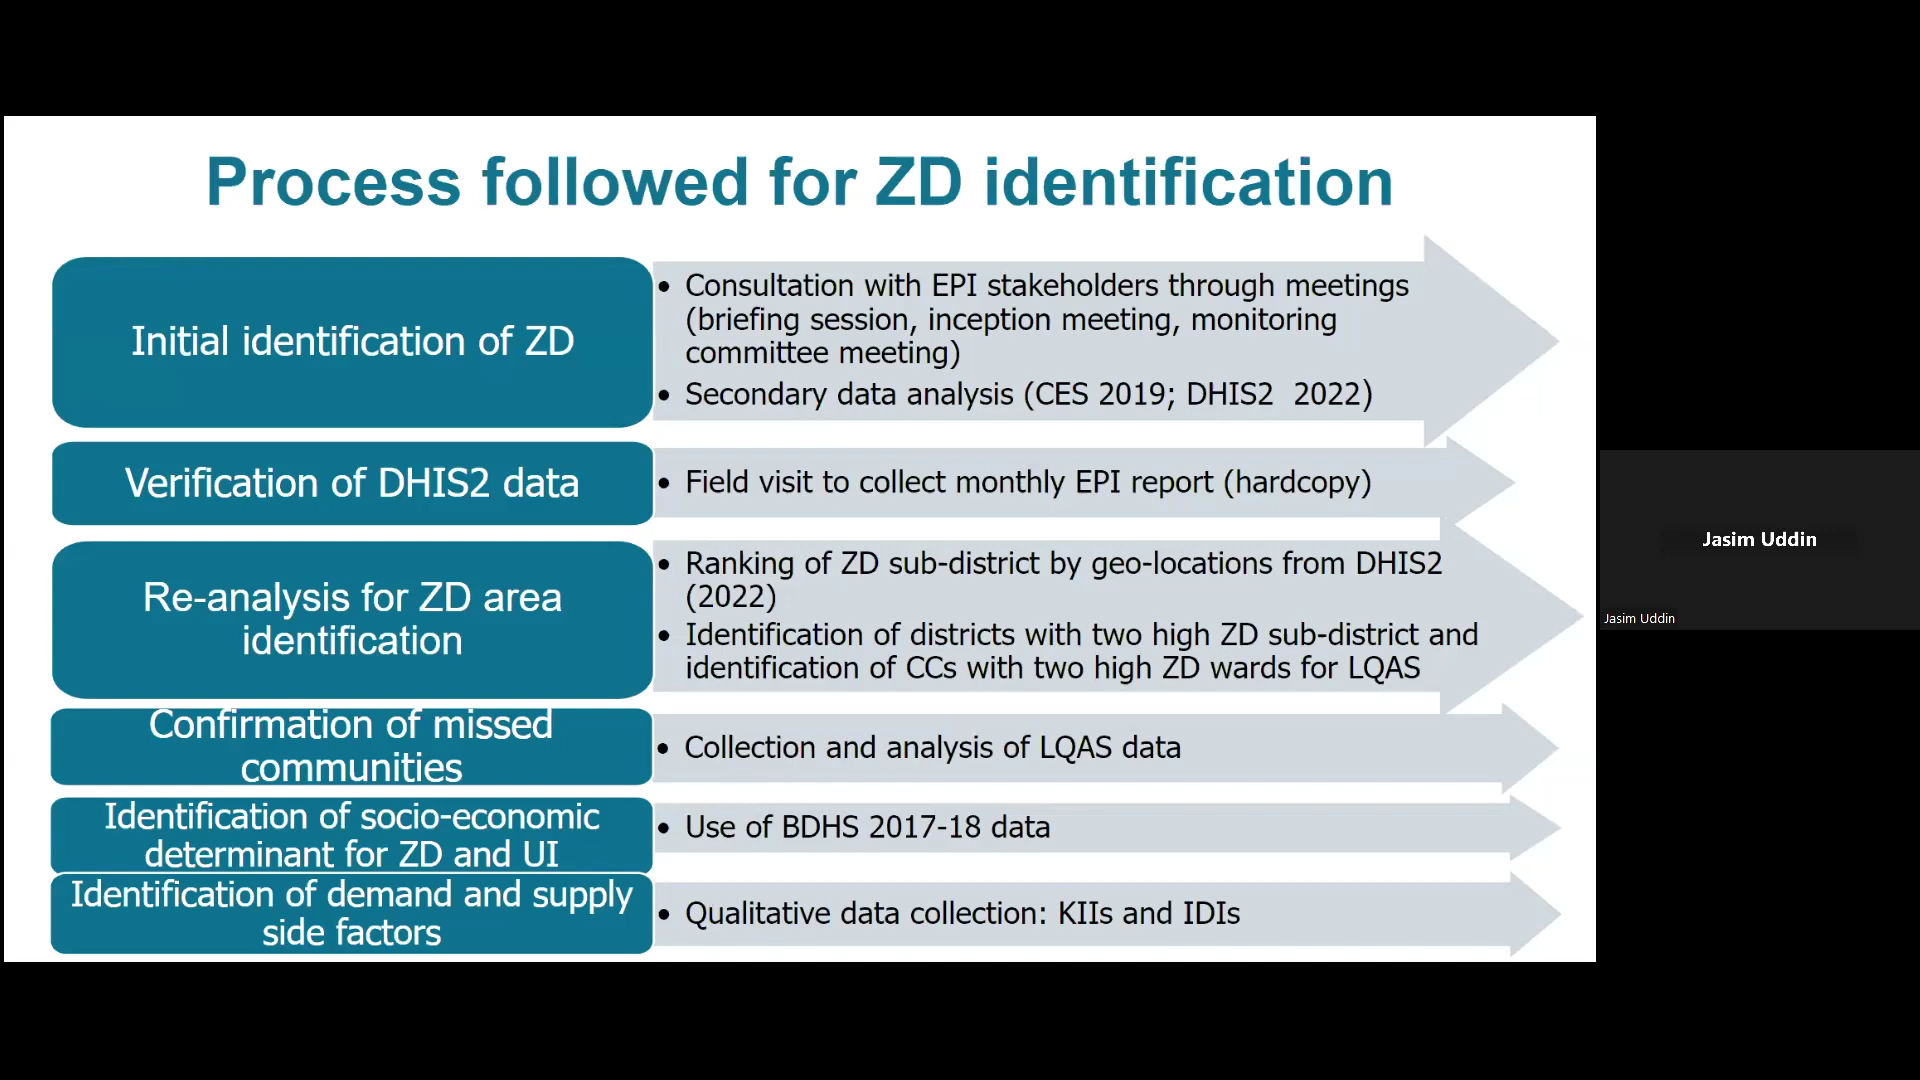 Process followed for ZD identification
Initial identification of ZD
• Consultation with EPI stakeholders through meetings
(briefing session, inception meeting, monitoring
committee meeting)
• Secondary data analysis (CES 2019; DHIS2  2022)
Verification of DHIS2 data
• Field visit to collect monthly EPI report (hardcopy)
Re-analysis for ZD area
identification
• Ranking of ZD sub-district by geo-locations from DHIS2
(2022)
• Identification of districts with two high ZD sub-district and
identification of CCs with two high ZD wards for LQAS
Confirmation of missed
communities
• Collection and analysis of LQAS data
Identification of socio-economic
determinant for ZD and UI
• Use of BDHS 2017-18 data
Identification of demand and supply
side factors
• Qualitative data collection: KIIs and IDIs
Jasim Uddin
Jasim Uddin